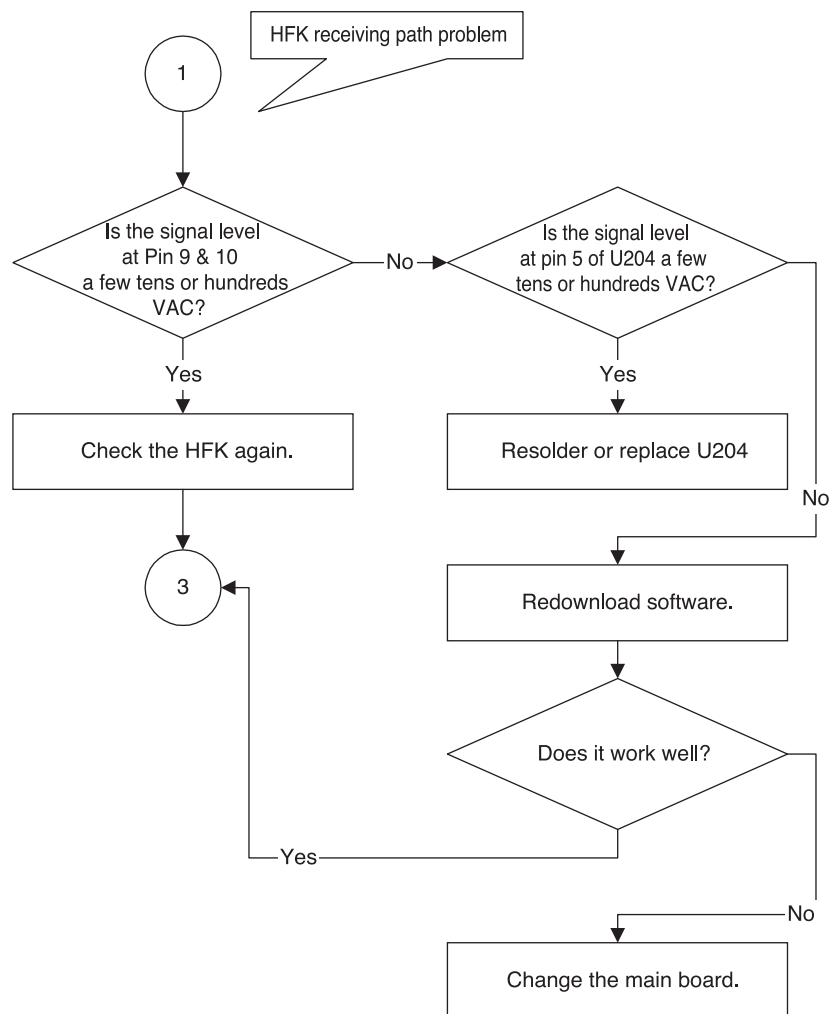 HFK receiving path problem
1
Is the signal level
at Pin 9 & 10
a few tens or hundreds
VAC?
No
Is the signal level
at pin 5 of U204 a few
tens or hundreds VAC?
Yes
Yes
Check the HFK again.
Resolder or replace U204
No
3
Redownload software.
Does it work well?
Yes
No
Change the main board.